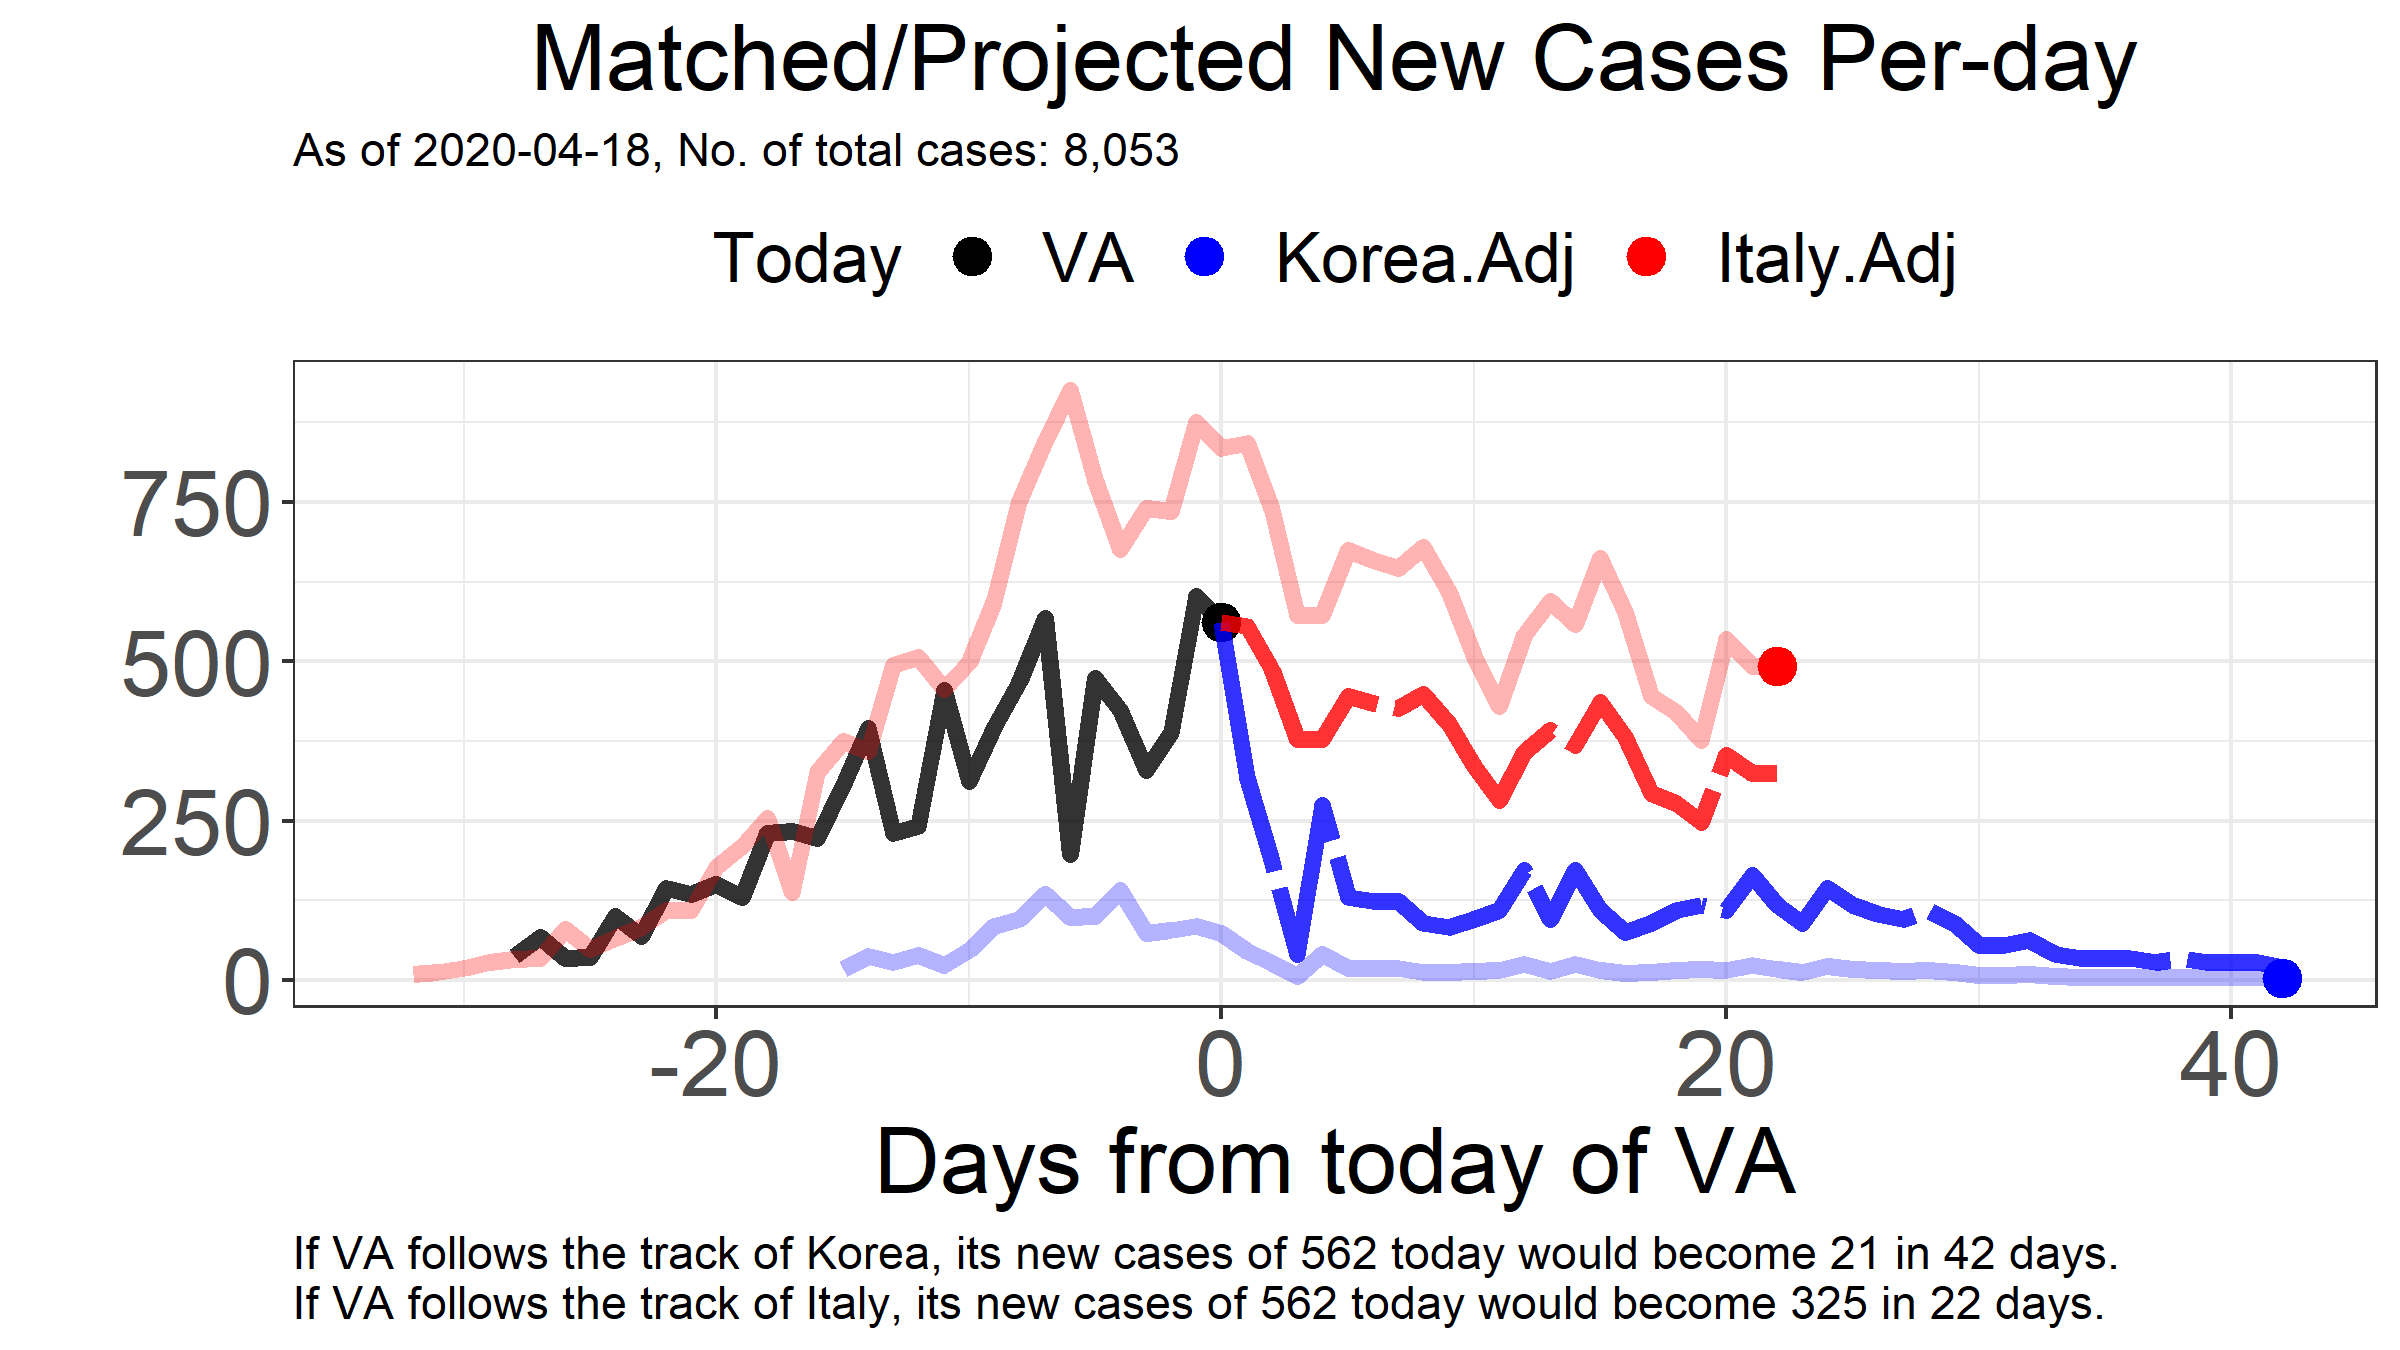 Matched/Projected New Cases Per-day
As of 2020-04-18, No. of total cases: 8,053
Today VA Korea.Adj Italy.Adj
750
500
250
0
-20 0 20 40
Days from today of VA
If VA follows the track of Korea, its new cases of 562 today would become 21 in 42 days.
If VA follows the track of Italy, its new cases of 562 today would become 325 in 22 days.